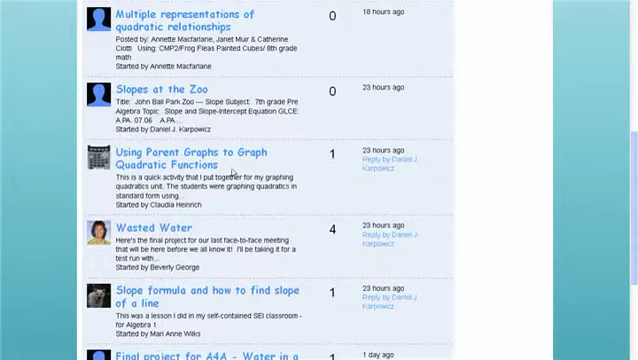 Multiple representations of
quadratic relationships
Posted by: Annette Macfarlane, Janet Muir & Catherine
Ciotti Using: CMP2/Frog Fleas Painted Cubes/ 8th grade
math
Started by Annette Macfarlane
0
18 hours ago
Slopes at the Zoo
Title: John Ball Park Zoo --- Slope Subject: 7th grade Pre
Algebra Topic: Slope and Slope-Intercept Equation GLCE:
A.PA. 07.06 A.PA....
Started by Daniel J. Karpowicz
0
23 hours ago
Using Parent Graphs to Graph
Quadratic Functions
This is a quick activity that I put together for my graphing
quadratics unit. The students were graphing quadratics in
standard form using...
Started by Claudia Heinrich
1
23 hours ago
Reply by Daniel J.
Karpowicz
Wasted Water
Here's the final project for our last face-to-face meeting
that will be here before we all know it! I'll be taking it for a
test run with...
Started by Beverly George
4
23 hours ago
Reply by Daniel J.
Karpowicz
Slope formula and how to find slope
of a line
This was a lesson I did in my self-contained SEI classroom -
for Algebra 1
Started by Mari Anne Wilks
1
23 hours ago
Reply by Daniel J.
Karpowicz
Final project for A4A - Water in a
1
1 day ago